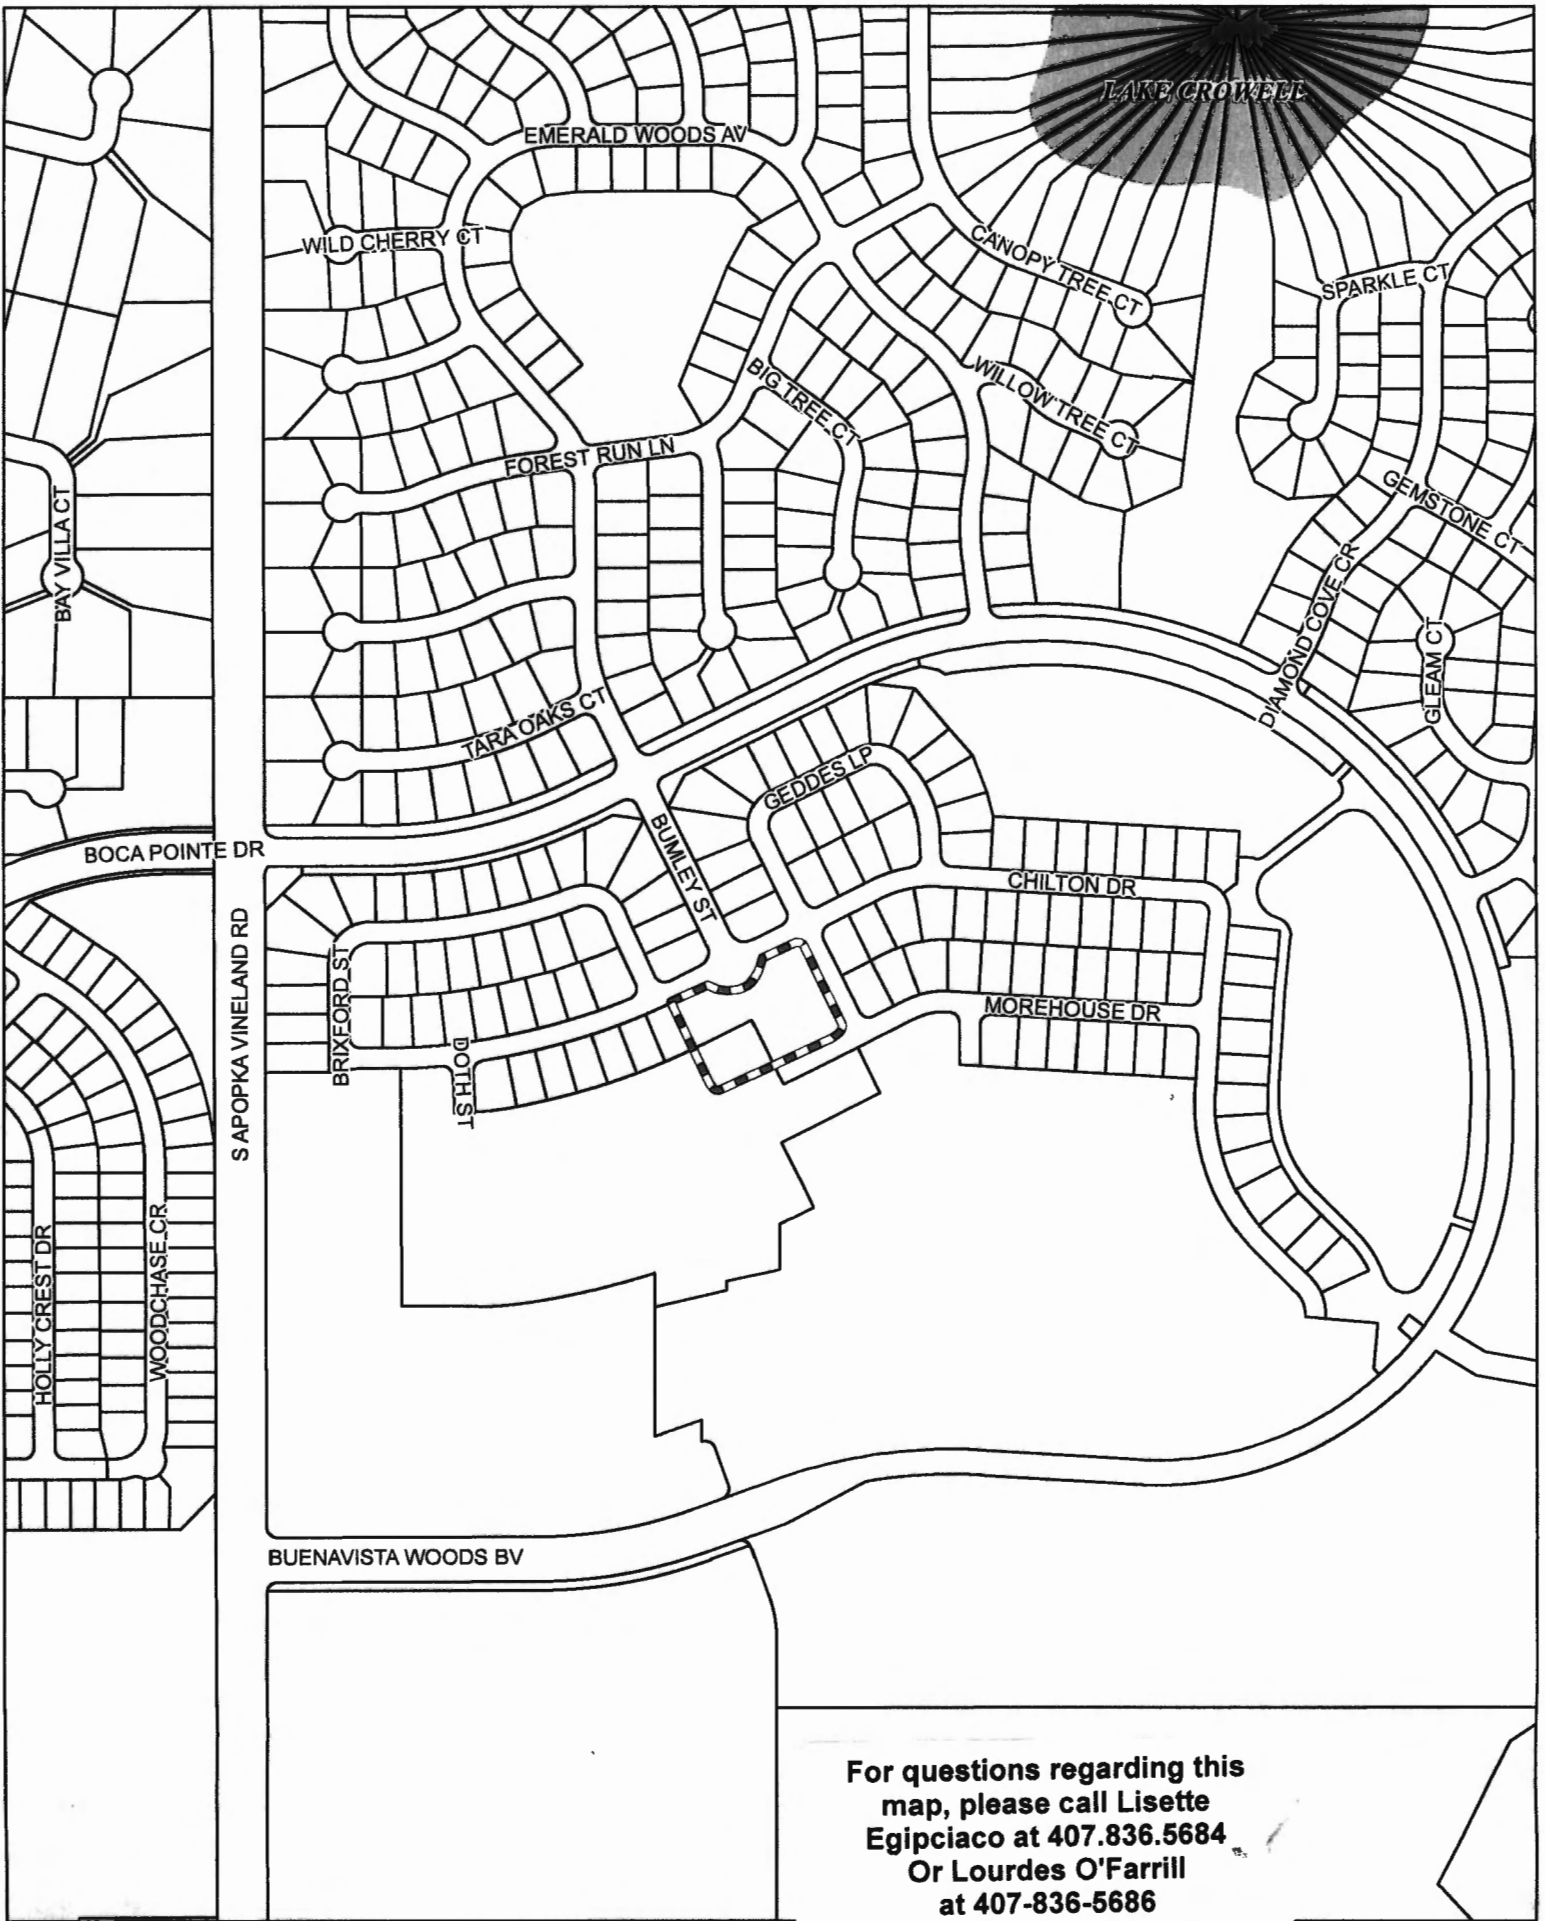 LAKE CROWELL
EMERALD WOODS AV
WILD CHERRY CT
CANOPY TREE CT
SPARKLE CT
BIG TREE CT
WILLOW TREE CT
FOREST RUN LN
GEMSTONE CT
BAY VILLA CT
DIAMOND COVE CR
GLEAM CT
TARA OAKS CT
GEDDES LP
BOCA POINTE DR
BUMLEY ST
CHILTON DR
S APOPKA VINELAND RD
BRIXFORD ST
MOREHOUSE DR
DOTH ST
HOLLY CREST DR
WOODCHASE CR
BUENAVISTA WOODS BV
For questions regarding this
map, please call Lisette
Egipciaco at 407.836.5684
Or Lourdes O'Farrill
at 407-836-5686